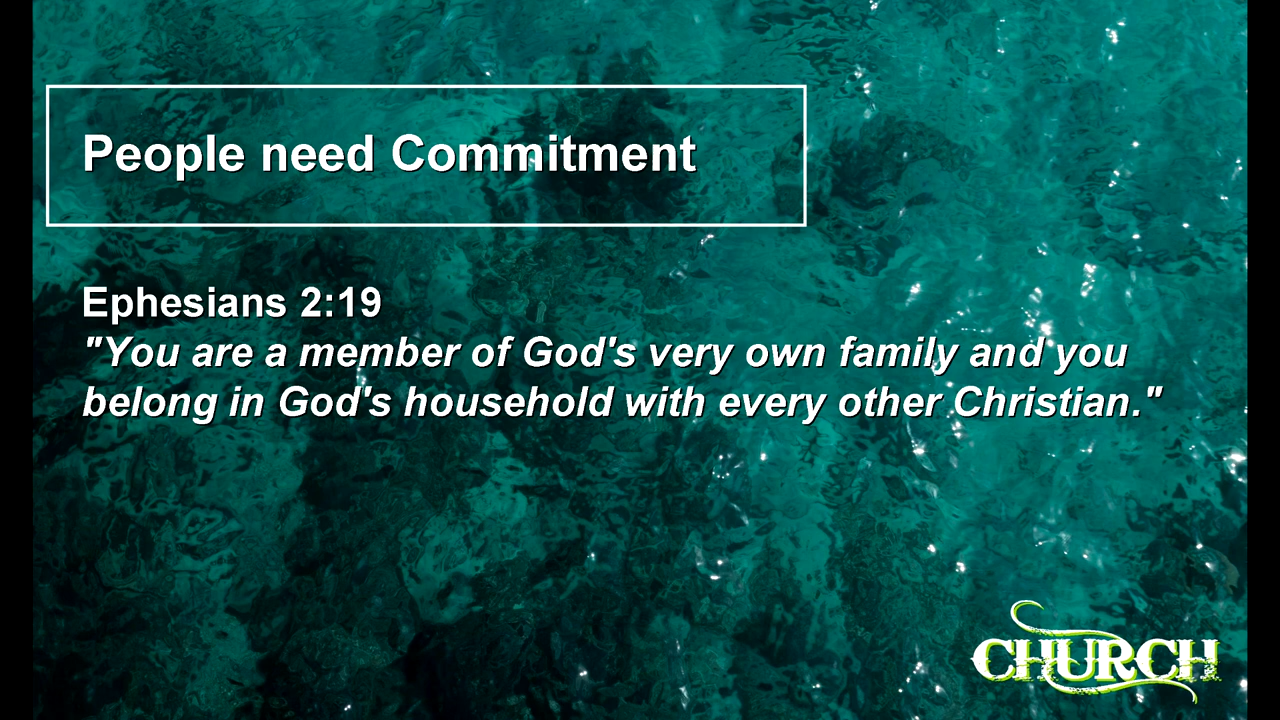 People need Commitment
Ephesians 2:19
"You are a member of God's very own family and you
belong in God's household with every other Christian."
CHURCH